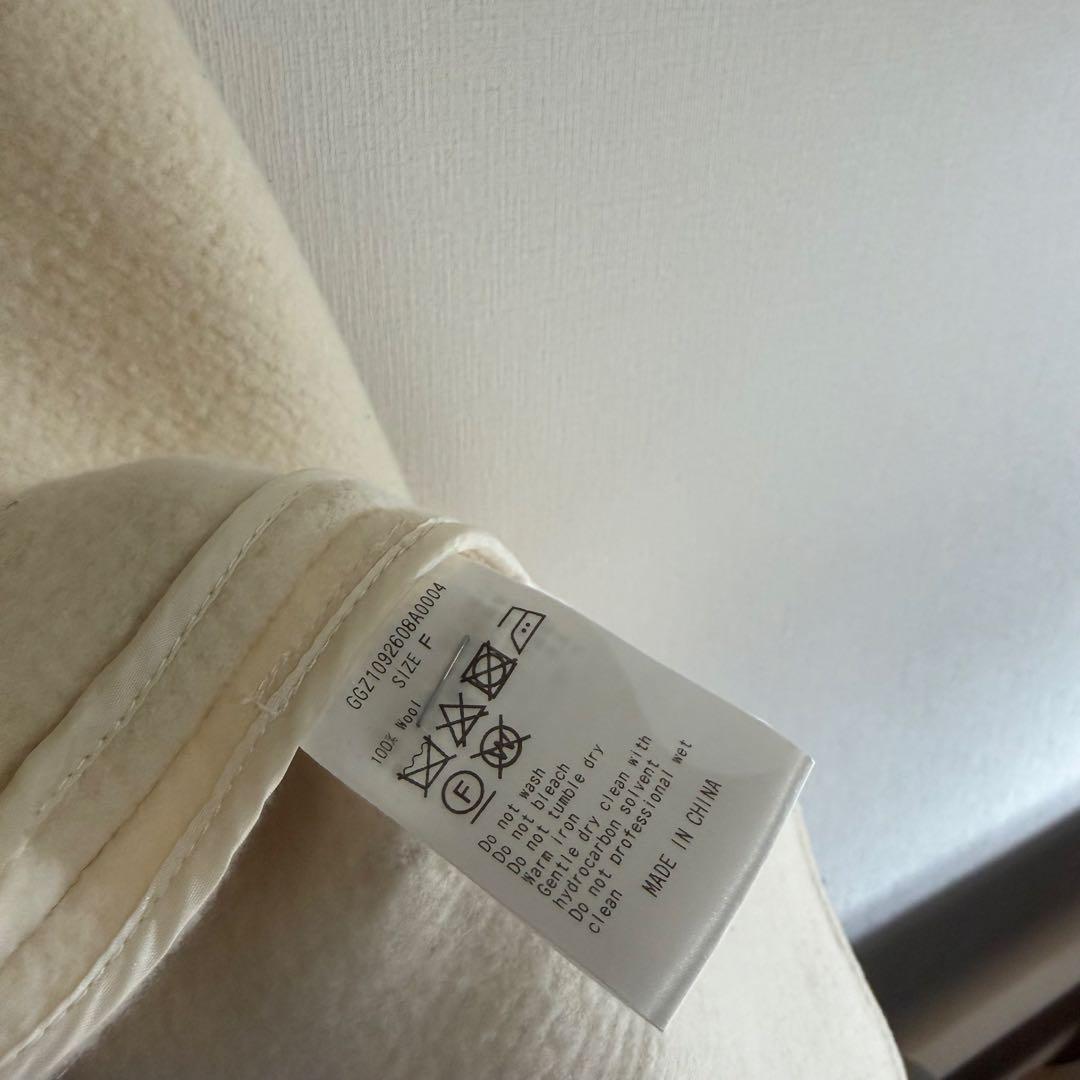 GGZ1092608A0004
SIZE F
100% Wool
F
W
Do not wash
Do not bleach
Do not tumble dry
Warm iron
Gentle dry clean with
hydrocarbon solvent
Do not professional wet
clean
MADE IN CHINA